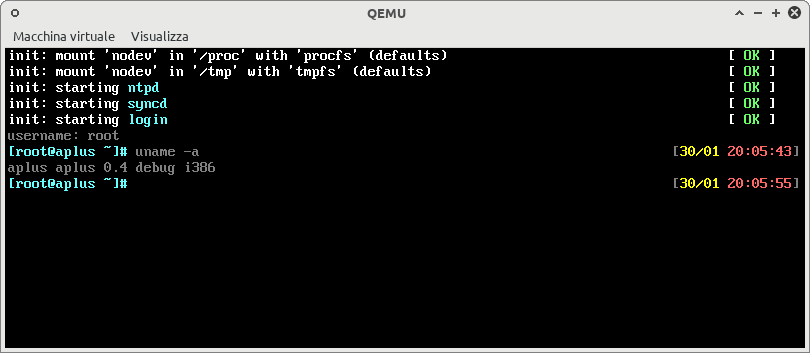 QEMU
Macchina virtuale Visualizza
init: mount 'nodev' in '/proc' with 'procfs' (defaults) [ OK ]
init: mount 'nodev' in '/tmp' with 'tmpfs' (defaults) [ OK ]
init: starting ntpd [ OK ]
init: starting syncd [ OK ]
init: starting login [ OK ]
username: root
[root@aplus ~]# uname -a [30/01 20:05:43]
aplus aplus 0.4 debug i386
[root@aplus ~]# [30/01 20:05:55]